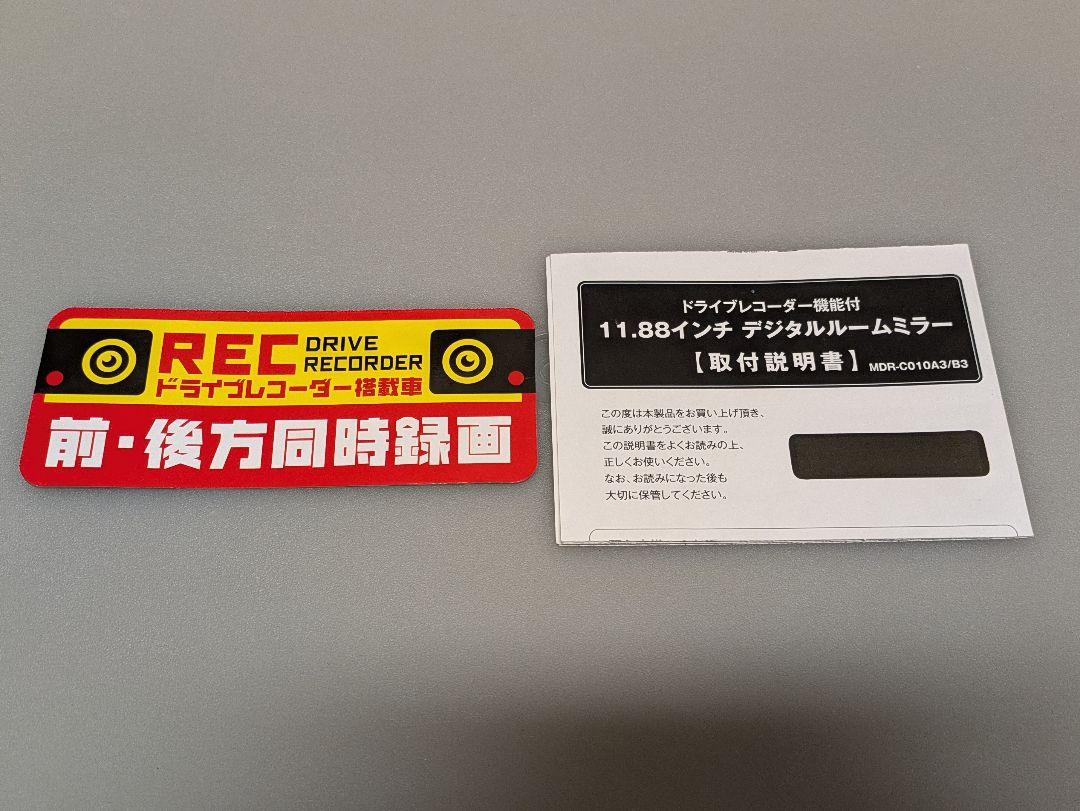 REC DRIVE RECORDER
ドライブレコーダー搭載車
前・後方同時録画
ドライブレコーダー機能付
11.88インチ デジタルルームミラー
【取付説明書】 MDR-C010A3/B3
この度は本製品をお買い上げ頂き、
誠にありがとうございます。
この説明書をよくお読みの上、
正しくお使いください。
なお、お読みになった後も
大切に保管してください。